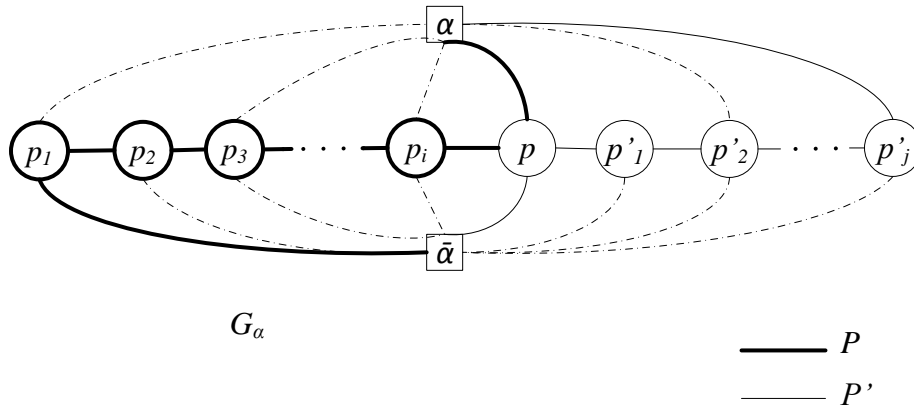 α
p₁ p₂ p₃ · · · pᵢ p p'₁ p'₂ · · · p'ⱼ
ᾱ
Gα
P
P'